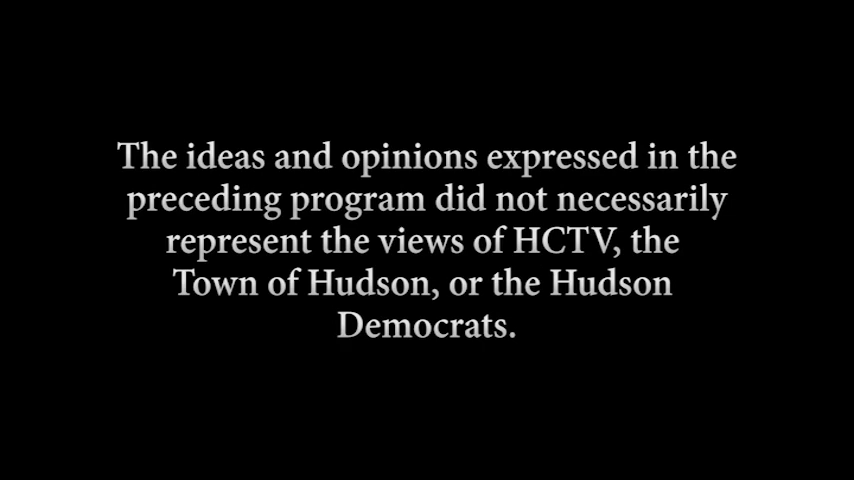 The ideas and opinions expressed in the
preceding program did not necessarily
represent the views of HCTV, the
Town of Hudson, or the Hudson
Democrats.